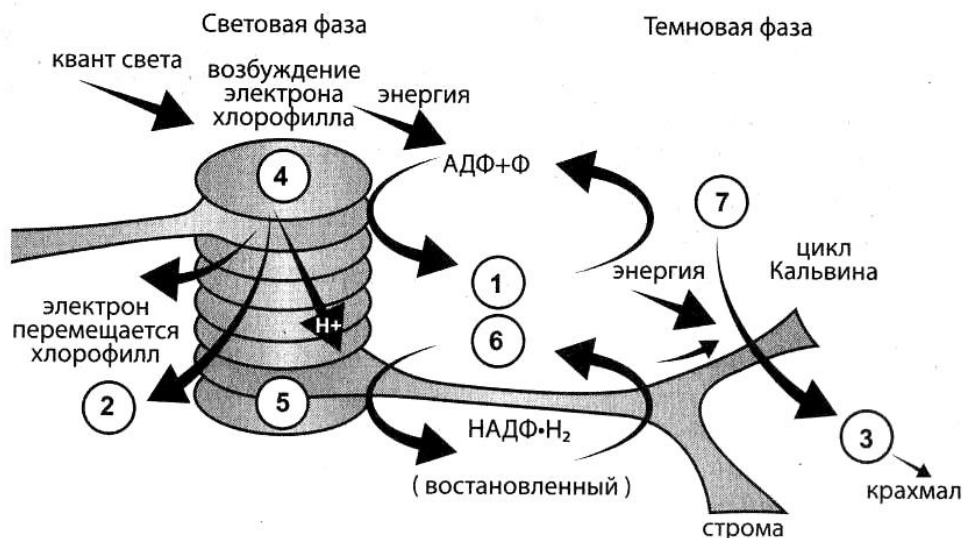 Световая фаза
Темновая фаза
квант света
возбуждение
электрона
хлорофилла
энергия
4
АДФ+Ф
7
1
энергия
цикл
Кальвина
электрон
перемещается
хлорофилл
H+
6
2
5
НАДФ•H₂
3
(востановленный)
крахмал
строма